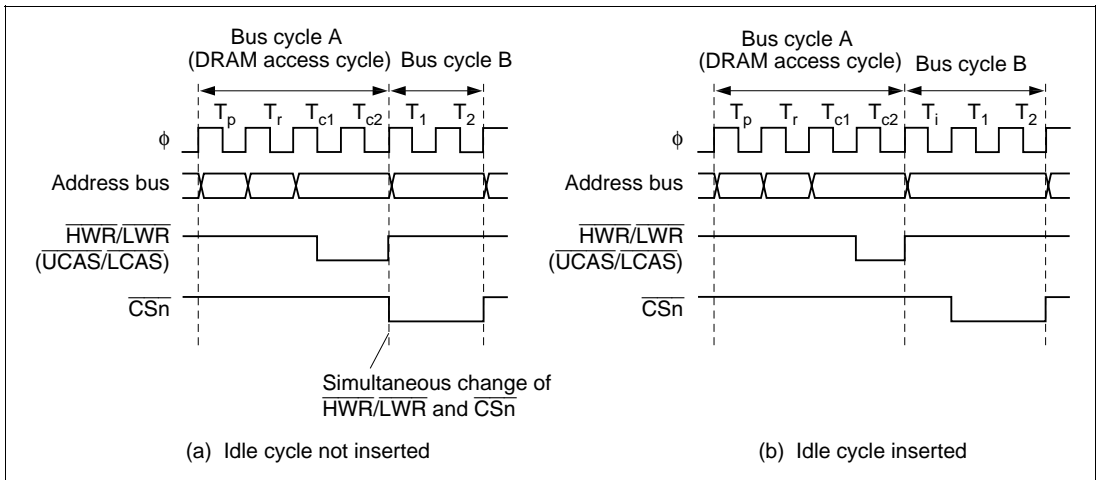 Bus cycle A
(DRAM access cycle) Bus cycle B
Tp Tr Tc1 Tc2 T1 T2
ϕ
Address bus
HWR/LWR
(UCAS/LCAS)
CSn
Simultaneous change of
HWR/LWR and CSn
(a) Idle cycle not inserted
Bus cycle A
(DRAM access cycle) Bus cycle B
Tp Tr Tc1 Tc2 Ti T1 T2
ϕ
Address bus
HWR/LWR
(UCAS/LCAS)
CSn
(b) Idle cycle inserted